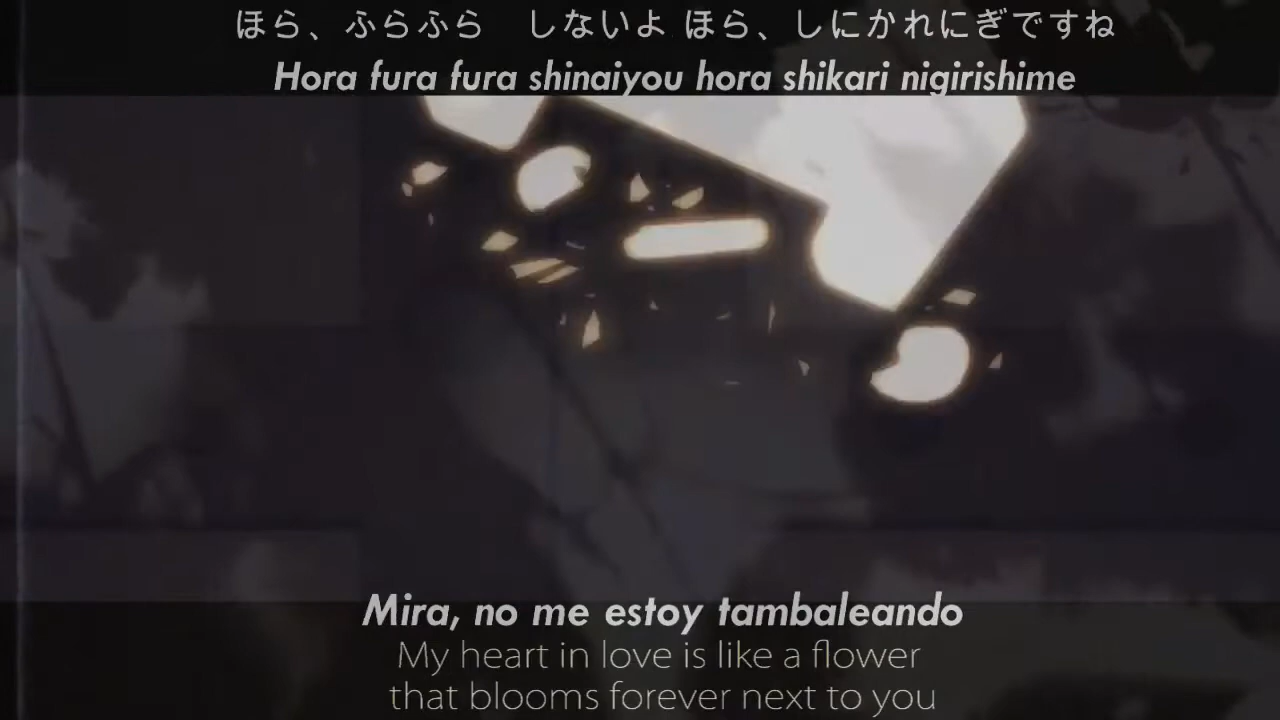 ほら、ふらふら　しないよ ほら、しにかれにぎですね
Hora fura fura shinaiyou hora shikari nigirishime
Mira, no me estoy tambaleando
My heart in love is like a flower
that blooms forever next to you